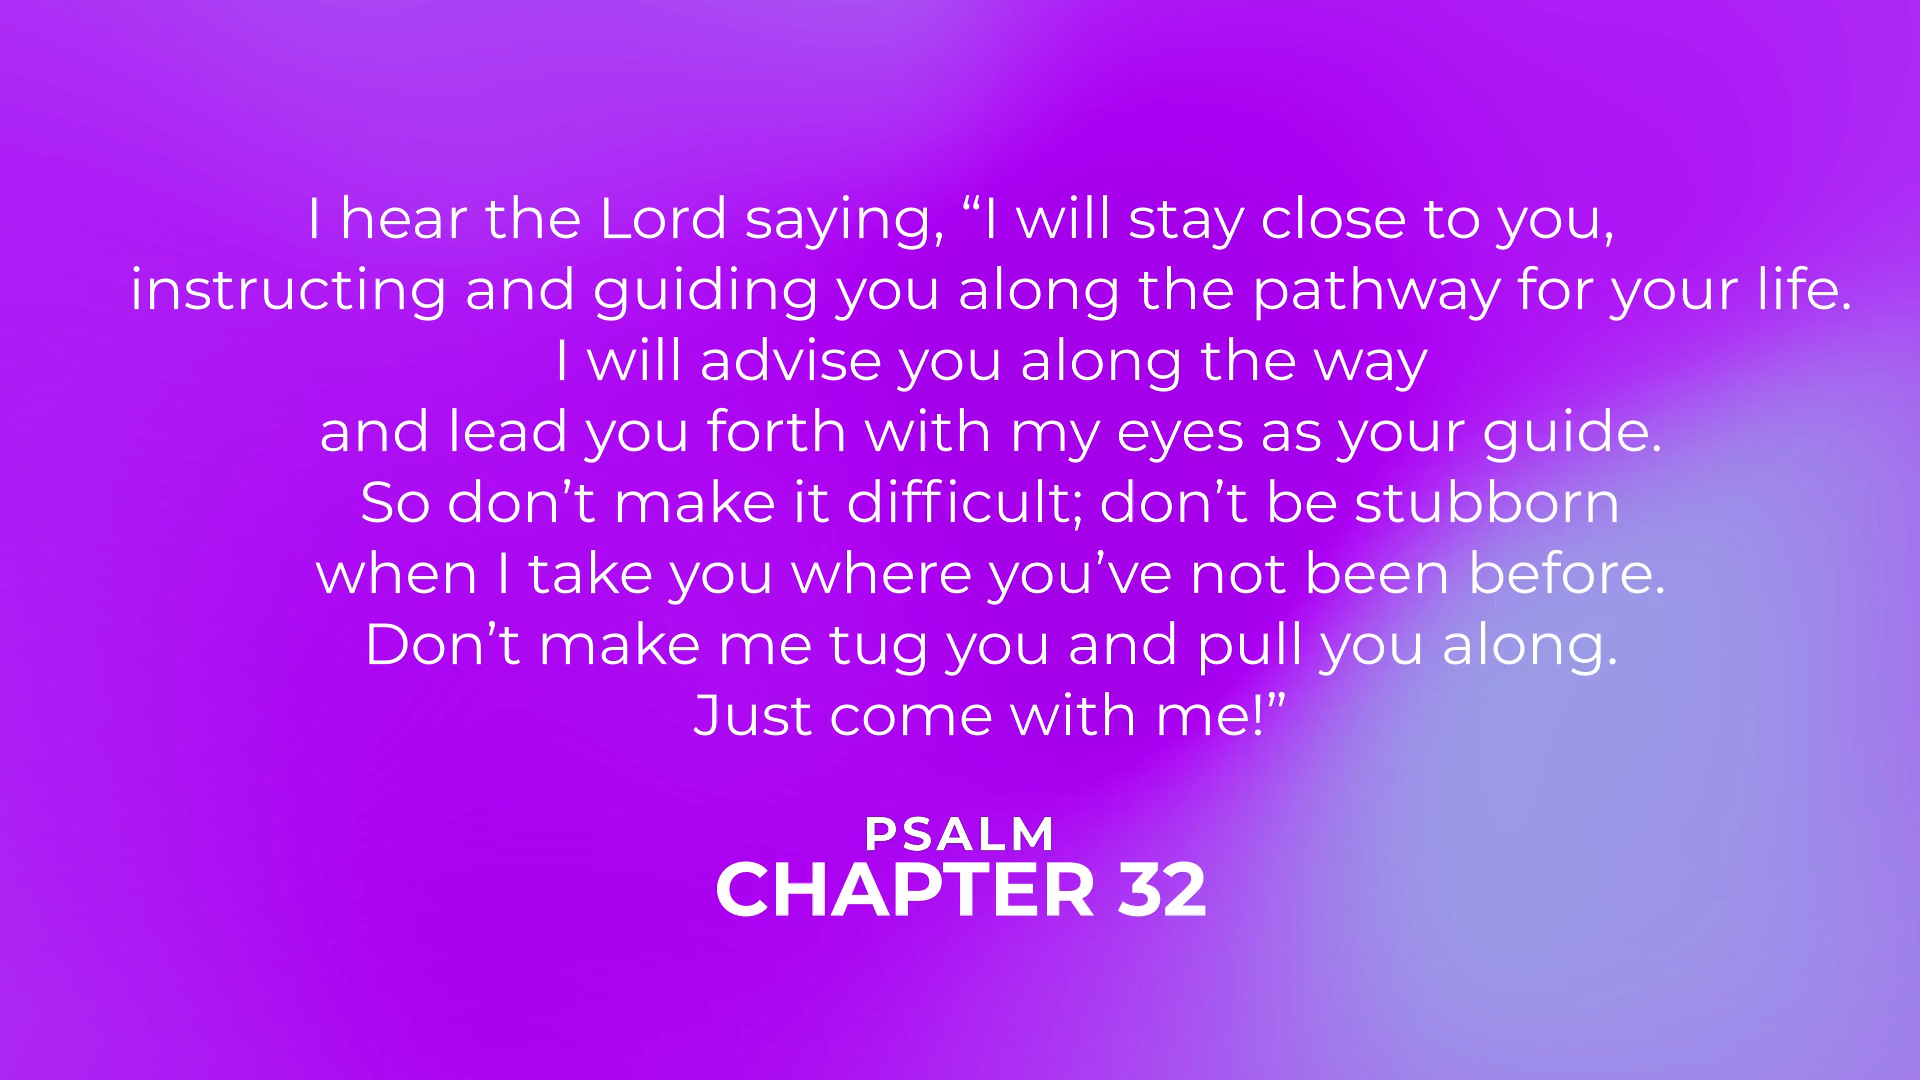 I hear the Lord saying, “I will stay close to you,
instructing and guiding you along the pathway for your life.
I will advise you along the way
and lead you forth with my eyes as your guide.
So don’t make it difficult; don’t be stubborn
when I take you where you’ve not been before.
Don’t make me tug you and pull you along.
Just come with me!”
PSALM
CHAPTER 32